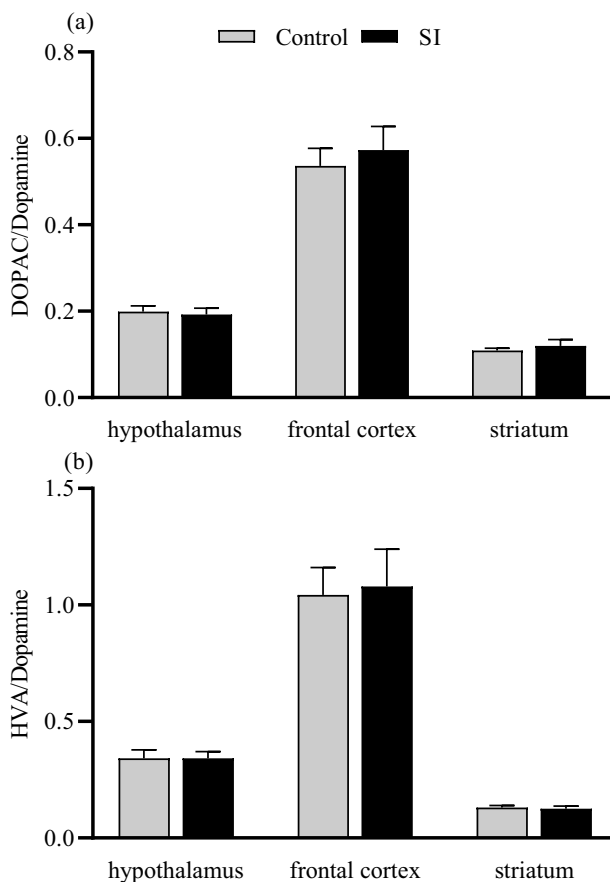 (a)
Control SI
0.8
0.6
0.4
0.2
0.0
DOPAC/Dopamine
hypothalamus frontal cortex striatum
(b)
1.5
1.0
0.5
0.0
HVA/Dopamine
hypothalamus frontal cortex striatum